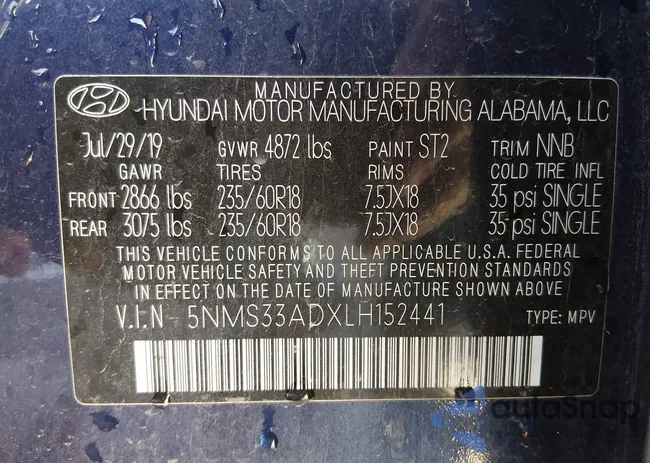 MANUFACTURED BY
HYUNDAI MOTOR MANUFACTURING ALABAMA, LLC
Jul/29/19 GVWR 4872 lbs PAINT ST2 TRIM NNB
GAWR TIRES RIMS COLD TIRE INFL
FRONT 2866 lbs 235/60R18 7.5JX18 35 psi SINGLE
REAR 3075 lbs 235/60R18 7.5JX18 35 psi SINGLE
THIS VEHICLE CONFORMS TO ALL APPLICABLE U.S.A. FEDERAL
MOTOR VEHICLE SAFETY AND THEFT PREVENTION STANDARDS
IN EFFECT ON THE DATE OF MANUFACTURE SHOWN ABOVE
V.I.N - 5NMS33ADXLH152441 TYPE: MPV
AutaSnap